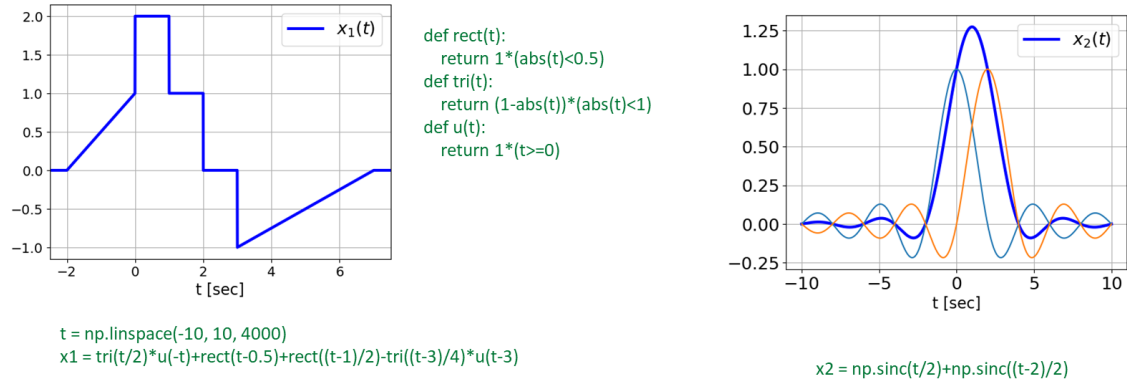 2.0
1.5
1.0
0.5
0.0
−0.5
−1.0
−2
0
2
4
6
t [sec]
x₁(t)
def rect(t):
return 1*(abs(t)<0.5)
def tri(t):
return (1-abs(t))*(abs(t)<1)
def u(t):
return 1*(t>=0)
t = np.linspace(-10, 10, 4000)
x1 = tri(t/2)*u(-t)+rect(t-0.5)+rect((t-1)/2)-tri((t-3)/4)*u(t-3)
1.25
1.00
0.75
0.50
0.25
0.00
−0.25
−10
−5
0
5
10
t [sec]
x₂(t)
x2 = np.sinc(t/2)+np.sinc((t-2)/2)